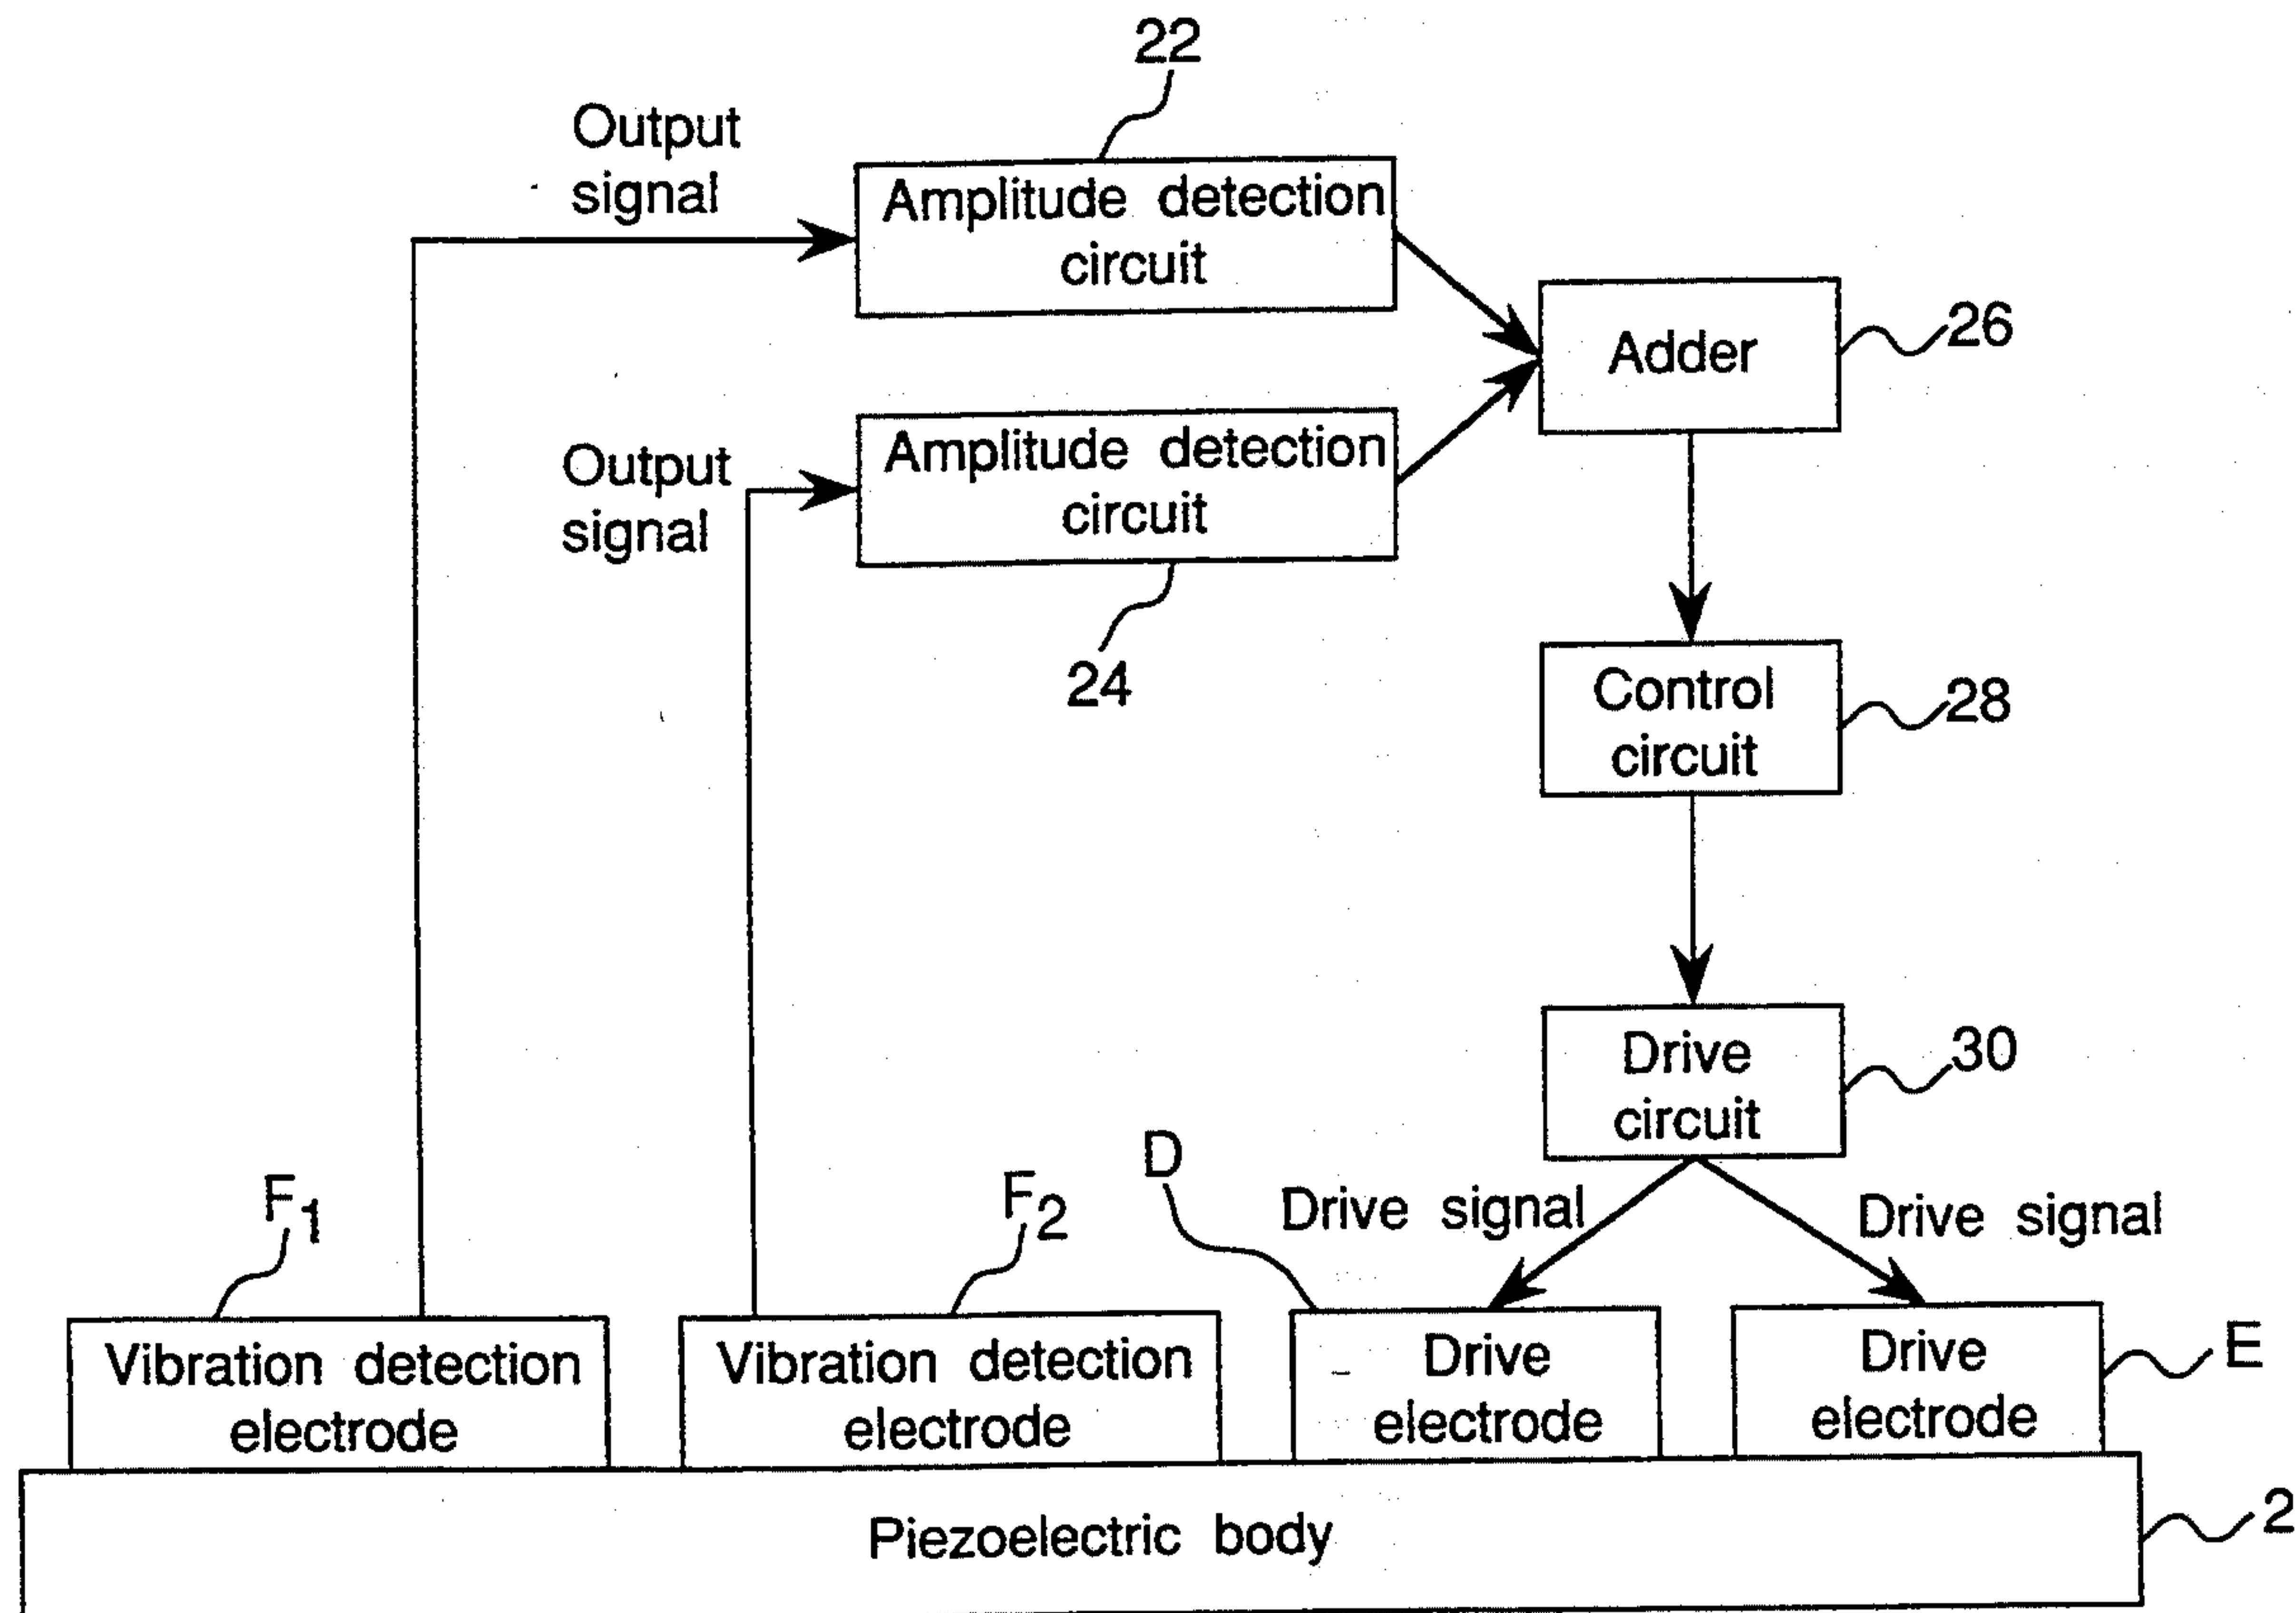 22
Output
signal
Amplitude detection
circuit
26
Adder
Output
signal
Amplitude detection
circuit
24
Control
circuit
28
Drive
circuit
30
D
F1
F2
Drive signal
Drive signal
Vibration detection
electrode
Vibration detection
electrode
Drive
electrode
Drive
electrode
E
Piezoelectric body
2